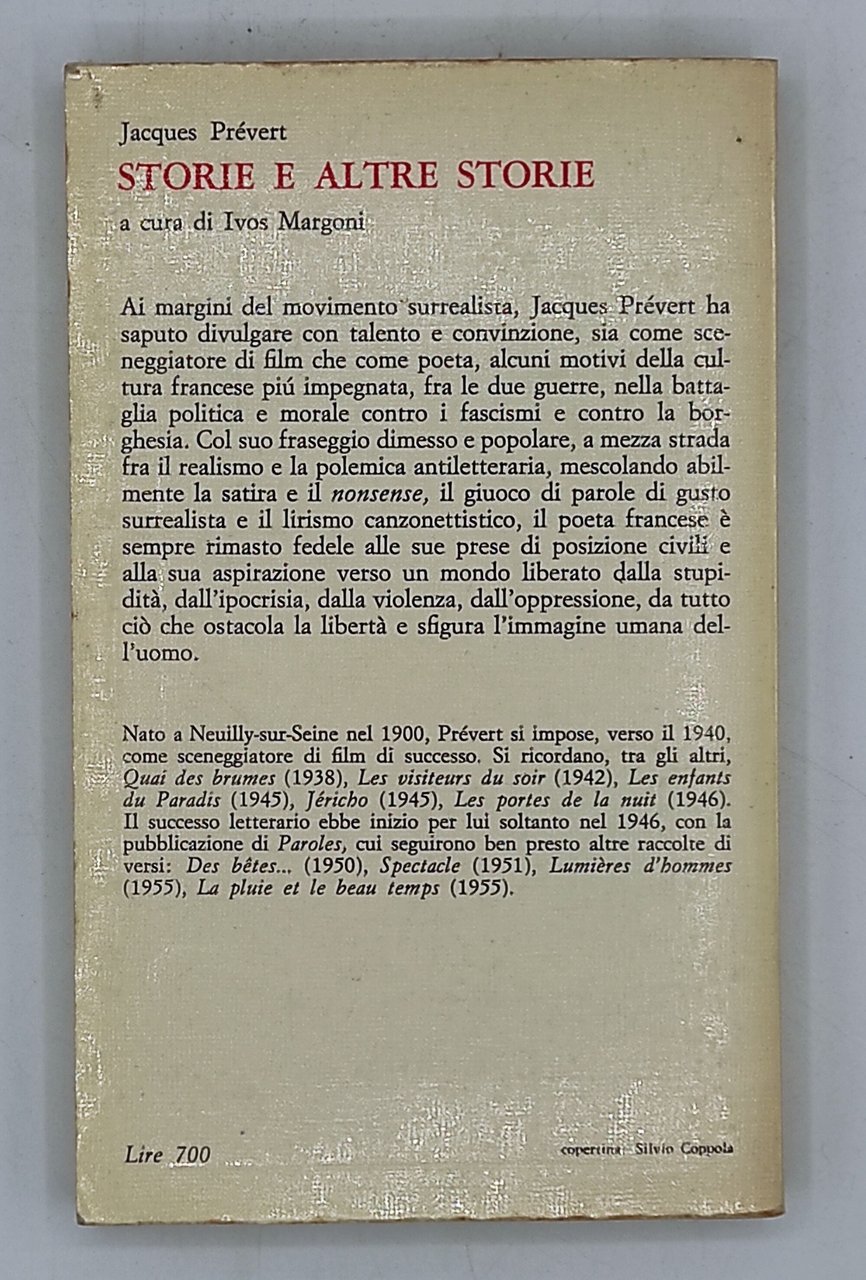 Jacques Prévert
STORIE E ALTRE STORIE
a cura di Ivos Margoni
Ai margini del movimento surrealista, Jacques Prévert ha
saputo divulgare con talento e convinzione, sia come sce-
neggiatore di film che come poeta, alcuni motivi della cul-
tura francese piú impegnata, fra le due guerre, nella batta-
glia politica e morale contro i fascismi e contro la bor-
ghesia. Col suo fraseggio dimesso e popolare, a mezza strada
fra il realismo e la polemica antiletteraria, mescolando abil-
mente la satira e il nonsense, il giuoco di parole di gusto
surrealista e il lirismo canzonettistico, il poeta francese è
sempre rimasto fedele alle sue prese di posizione civili e
alla sua aspirazione verso un mondo liberato dalla stupi-
dità, dall'ipocrisia, dalla violenza, dall'oppressione, da tutto
ciò che ostacola la libertà e sfigura l'immagine umana del-
l'uomo.
Nato a Neuilly-sur-Seine nel 1900, Prévert si impose, verso il 1940,
come sceneggiatore di film di successo. Si ricordano, tra gli altri,
Quai des brumes (1938), Les visiteurs du soir (1942), Les enfants
du Paradis (1945), Jéricho (1945), Les portes de la nuit (1946).
Il successo letterario ebbe inizio per lui soltanto nel 1946, con la
pubblicazione di Paroles, cui seguirono ben presto altre raccolte di
versi: Des bêtes... (1950), Spectacle (1951), Lumières d'hommes
(1955), La pluie et le beau temps (1955).
Lire 700
copertina: Silvio Coppola